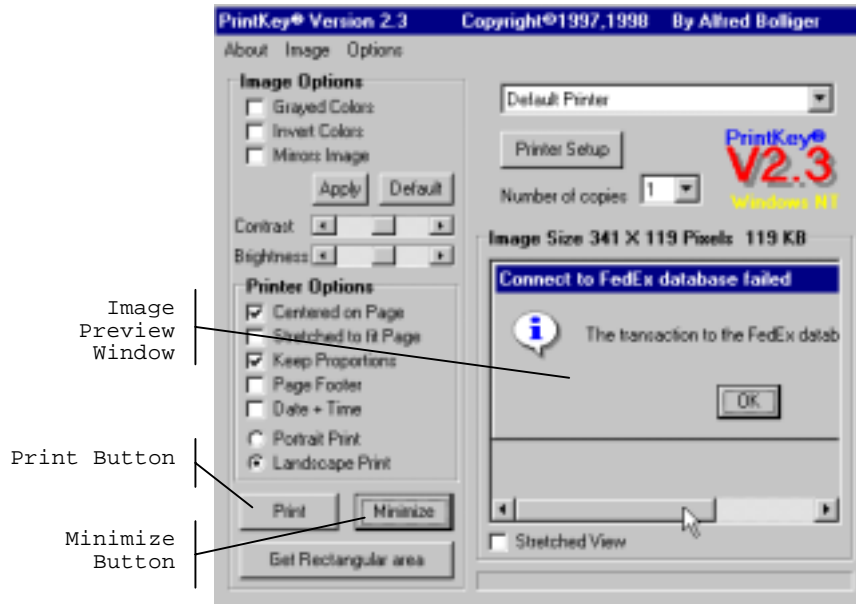 PrintKey® Version 2.3 Copyright©1997,1998 By Alfred Bolliger
About Image Options
Image Options
Grayed Colors
Invert Colors
Mirrors Image
Apply Default
Contrast
Brightness
Printer Options
Centered on Page
Stretched to fit Page
Keep Proportions
Page Footer
Date + Time
Portrait Print
Landscape Print
Print Minimize
Get Rectangular area
Default Printer
Printer Setup
Number of copies 1
PrintKey®
V2.3
Windows NT
Image Size 341 X 119 Pixels 119 KB
Connect to FedEx database failed
The transaction to the FedEx datab
OK
Stretched View
Image
Preview
Window
Print Button
Minimize
Button